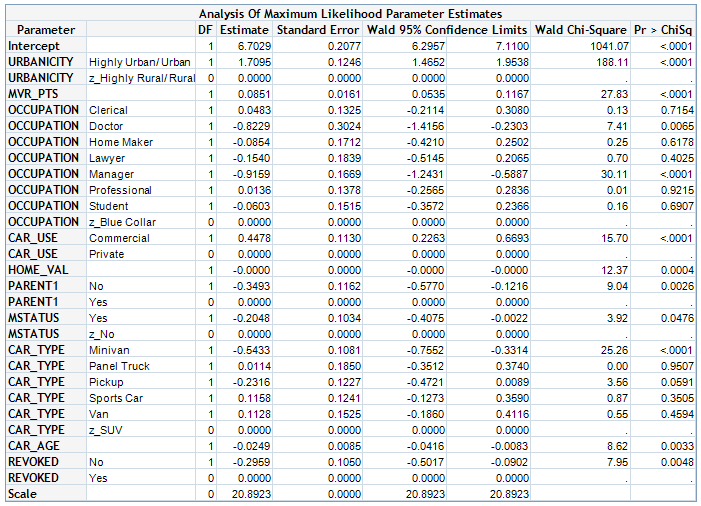 Analysis Of Maximum Likelihood Parameter Estimates
Parameter DF Estimate Standard Error Wald 95% Confidence Limits Wald Chi-Square Pr > ChiSq
Intercept 1 6.7029 0.2077 6.2957 7.1100 1041.07 <.0001
URBANICITY Highly Urban/ Urban 1 1.7095 0.1246 1.4652 1.9538 188.11 <.0001
URBANICITY z_Highly Rural/ Rural 0 0.0000 0.0000 0.0000 0.0000 . .
MVR_PTS 1 0.0851 0.0161 0.0535 0.1167 27.83 <.0001
OCCUPATION Clerical 1 0.0483 0.1325 -0.2114 0.3080 0.13 0.7154
OCCUPATION Doctor 1 -0.8229 0.3024 -1.4156 -0.2303 7.41 0.0065
OCCUPATION Home Maker 1 -0.0854 0.1712 -0.4210 0.2502 0.25 0.6178
OCCUPATION Lawyer 1 -0.1540 0.1839 -0.5145 0.2065 0.70 0.4025
OCCUPATION Manager 1 -0.9159 0.1669 -1.2431 -0.5887 30.11 <.0001
OCCUPATION Professional 1 0.0136 0.1378 -0.2565 0.2836 0.01 0.9215
OCCUPATION Student 1 -0.0603 0.1515 -0.3572 0.2366 0.16 0.6907
OCCUPATION z_Blue Collar 0 0.0000 0.0000 0.0000 0.0000 . .
CAR_USE Commercial 1 0.4478 0.1130 0.2263 0.6693 15.70 <.0001
CAR_USE Private 0 0.0000 0.0000 0.0000 0.0000 . .
HOME_VAL 1 -0.0000 0.0000 -0.0000 -0.0000 12.37 0.0004
PARENT1 No 1 -0.3493 0.1162 -0.5770 -0.1216 9.04 0.0026
PARENT1 Yes 0 0.0000 0.0000 0.0000 0.0000 . .
MSTATUS Yes 1 -0.2048 0.1034 -0.4075 -0.0022 3.92 0.0476
MSTATUS z_No 0 0.0000 0.0000 0.0000 0.0000 . .
CAR_TYPE Minivan 1 -0.5433 0.1081 -0.7552 -0.3314 25.26 <.0001
CAR_TYPE Panel Truck 1 0.0114 0.1850 -0.3512 0.3740 0.00 0.9507
CAR_TYPE Pickup 1 -0.2316 0.1227 -0.4721 0.0089 3.56 0.0591
CAR_TYPE Sports Car 1 0.1158 0.1241 -0.1273 0.3590 0.87 0.3505
CAR_TYPE Van 1 0.1128 0.1525 -0.1860 0.4116 0.55 0.4594
CAR_TYPE z_SUV 0 0.0000 0.0000 0.0000 0.0000 . .
CAR_AGE 1 -0.0249 0.0085 -0.0416 -0.0083 8.62 0.0033
REVOKED No 1 -0.2959 0.1050 -0.5017 -0.0902 7.95 0.0048
REVOKED Yes 0 0.0000 0.0000 0.0000 0.0000 . .
Scale 0 20.8923 0.0000 20.8923 20.8923